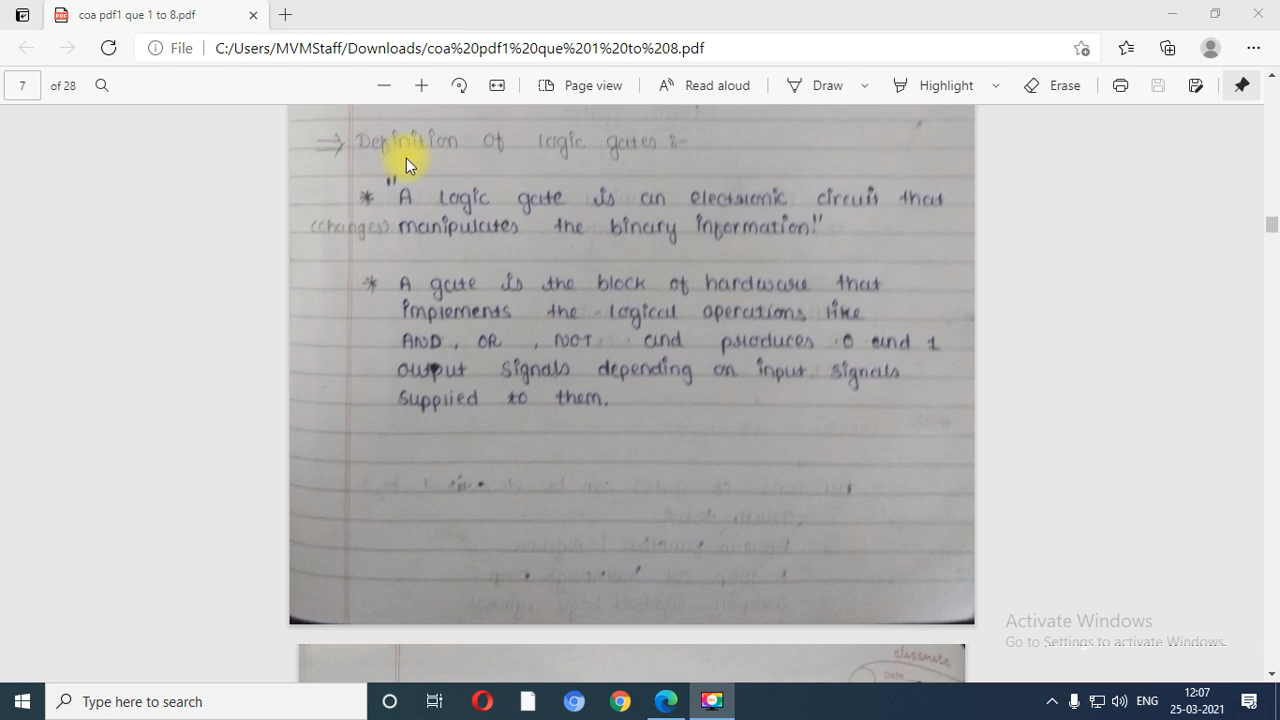 coa pdf1 que 1 to 8.pdf
File C:/Users/MVMStaff/Downloads/coa%20pdf1%20que%201%20to%208.pdf
7 of 28 Page view Read aloud Draw Highlight Erase
⇒ Definition of logic gates :-
* "A logic gate is an electronic circuit that
(changes) manipulates the binary information!"
* A gate is the block of hardware that
implements the logical operations like
AND, OR, NOT and produces 0 and 1
output signals depending on input signals
supplied to them.
Activate Windows
Go to Settings to activate Windows.
classmate
Date
Type here to search
ENG
12:07
25-03-2021